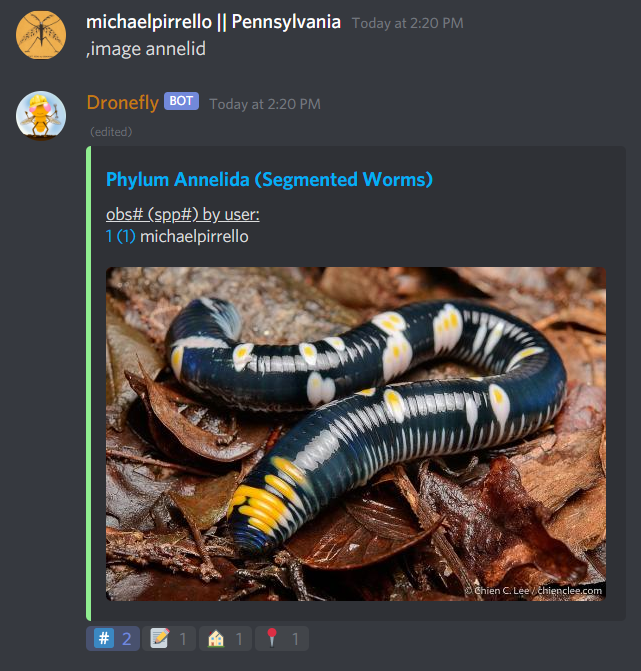 michaelpirrello || Pennsylvania Today at 2:20 PM
,image annelid
Dronefly BOT Today at 2:20 PM
(edited)
Phylum Annelida (Segmented Worms)
obs# (spp#) by user:
1 (1) michaelpirrello
© Chien C. Lee / chienclee.com
# 2 1 1 1